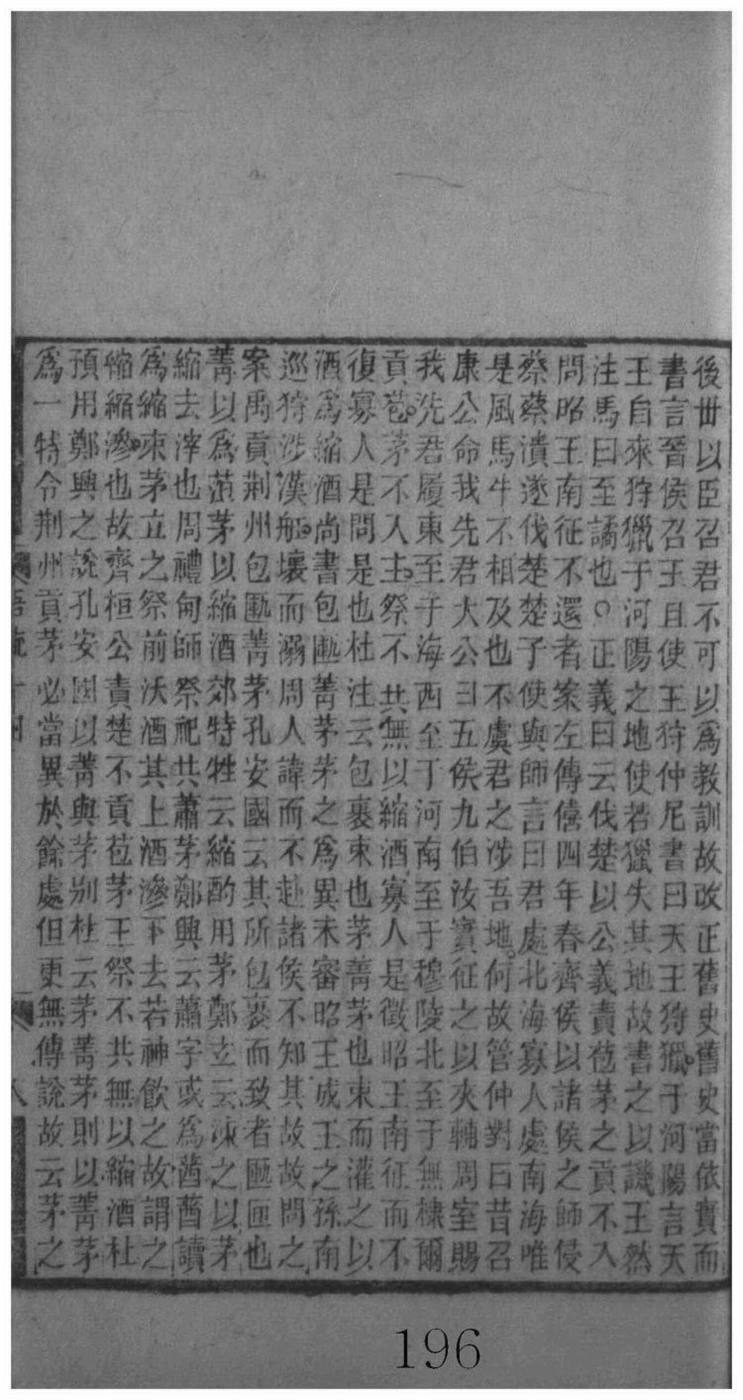 後世以臣召君不可以爲教訓故改正舊史舊史當依實而
書言晉侯召王且使王狩仲尼書曰天王狩獵于河陽言天
王自來狩獵于河陽之地使若獵失其地故書之以譏王然
注馬曰至譎也○正義曰云伐楚以公義責苞茅之貢不入
問昭王南征不還者案左傳僖四年春齊侯以諸侯之師侵
蔡蔡潰遂伐楚楚子使與師言曰君處北海寡人處南海唯
是風馬牛不相及也不虞君之涉吾地何故管仲對曰昔召
康公命我先君大公曰五侯九伯汝實征之以夾輔周室賜
我先君履東至于海西至于河南至于穆陵北至于無棣爾
貢苞茅不入王祭不共無以縮酒寡人是徵昭王南征而不
復寡人是問是也杜注云包裹束也茅菁茅也束而灌之以
酒爲縮酒尚書包匭菁茅茅之爲異未審昭王成王之孫南
巡狩涉漢船壞而溺周人諱而不赴諸侯不知其故故問之
案禹貢荆州包匭菁茅孔安國云其所包裹而致者匭匣也
菁以爲葅茅以縮酒郊特牲云縮酌用茅鄭玄云泲之以茅
縮去滓也周禮甸師祭祀共蕭茅鄭興云蕭字或爲茜茜讀
爲縮束茅立之祭前沃酒其上酒滲下去若神飲之故謂之
縮縮滲也故齊桓公責楚不貢苞茅王祭不共無以縮酒杜
預用鄭興之說孔安國以菁與茅别杜云茅菁茅則以菁茅
爲一特令荆州貢茅必當異於餘處但更無傳說故云茅之
八
196